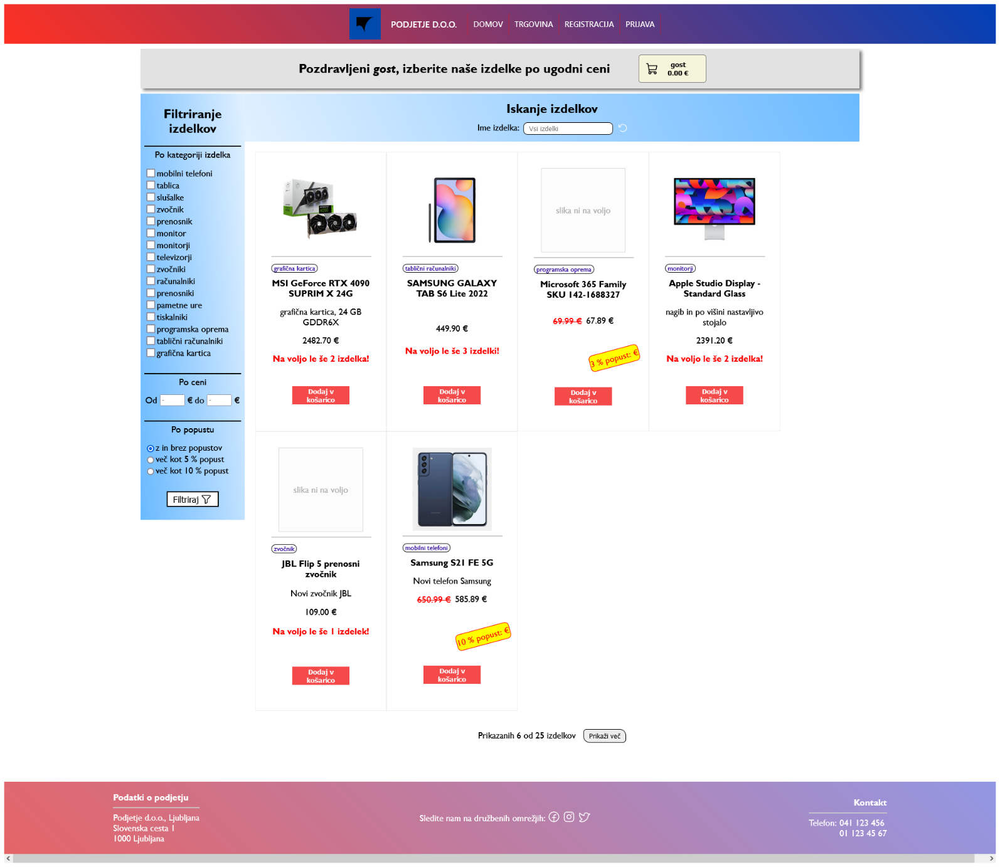 PODJETJE D.O.O.
DOMOV
TRGOVINA
REGISTRACIJA
PRIJAVA
Pozdravljeni gost, izberite naše izdelke po ugodni ceni
gost
0.00 €
Filtriranje
izdelkov
Po kategoriji izdelka
mobilni telefoni
tablica
slušalke
zvočnik
prenosnik
monitor
monitorji
televizorji
zvočniki
računalniki
prenosniki
pametne ure
tiskalniki
programska oprema
tablični računalniki
grafična kartica
Po ceni
Od - € do - €
Po popustu
z in brez popustov
več kot 5 % popust
več kot 10 % popust
Filtriraj
Iskanje izdelkov
Ime izdelka: Vsi izdelki
grafična kartica
MSI GeForce RTX 4090
SUPRIM X 24G
grafična kartica, 24 GB
GDDR6X
2482.70 €
Na voljo le še 2 izdelka!
Dodaj v
košarico
tablični računalniki
SAMSUNG GALAXY
TAB S6 Lite 2022
449.90 €
Na voljo le še 3 izdelki!
Dodaj v
košarico
slika ni na voljo
programska oprema
Microsoft 365 Family
SKU 142-1688327
69.99 € 67.89 €
3 % popust: €
Dodaj v
košarico
monitorji
Apple Studio Display -
Standard Glass
nagib in po višini nastavljivo
stojalo
2391.20 €
Na voljo le še 2 izdelka!
Dodaj v
košarico
slika ni na voljo
zvočnik
JBL Flip 5 prenosni
zvočnik
Novi zvočnik JBL
109.00 €
Na voljo le še 1 izdelek!
Dodaj v
košarico
mobilni telefoni
Samsung S21 FE 5G
Novi telefon Samsung
650.99 € 585.89 €
10 % popust: €
Dodaj v
košarico
Prikazanih 6 od 25 izdelkov
Prikaži več
Podatki o podjetju
Podjetje d.o.o., Ljubljana
Slovenska cesta 1
1000 Ljubljana
Sledite nam na družbenih omrežjih:
Kontakt
Telefon: 041 123 456
01 123 45 67